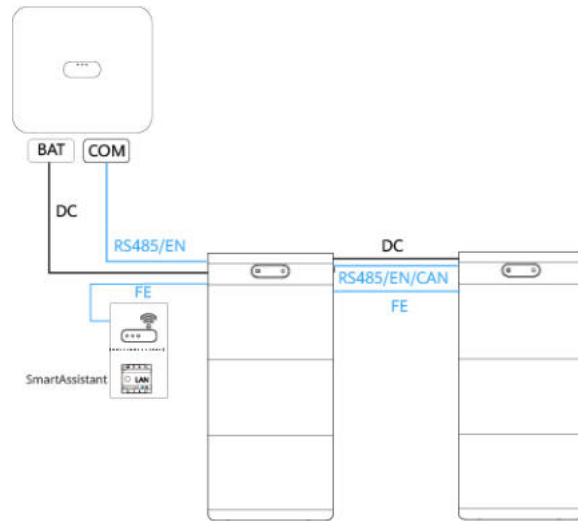 BAT COM
DC
RS485/EN
DC
RS485/EN/CAN
FE
FE
SmartAssistant
LAN